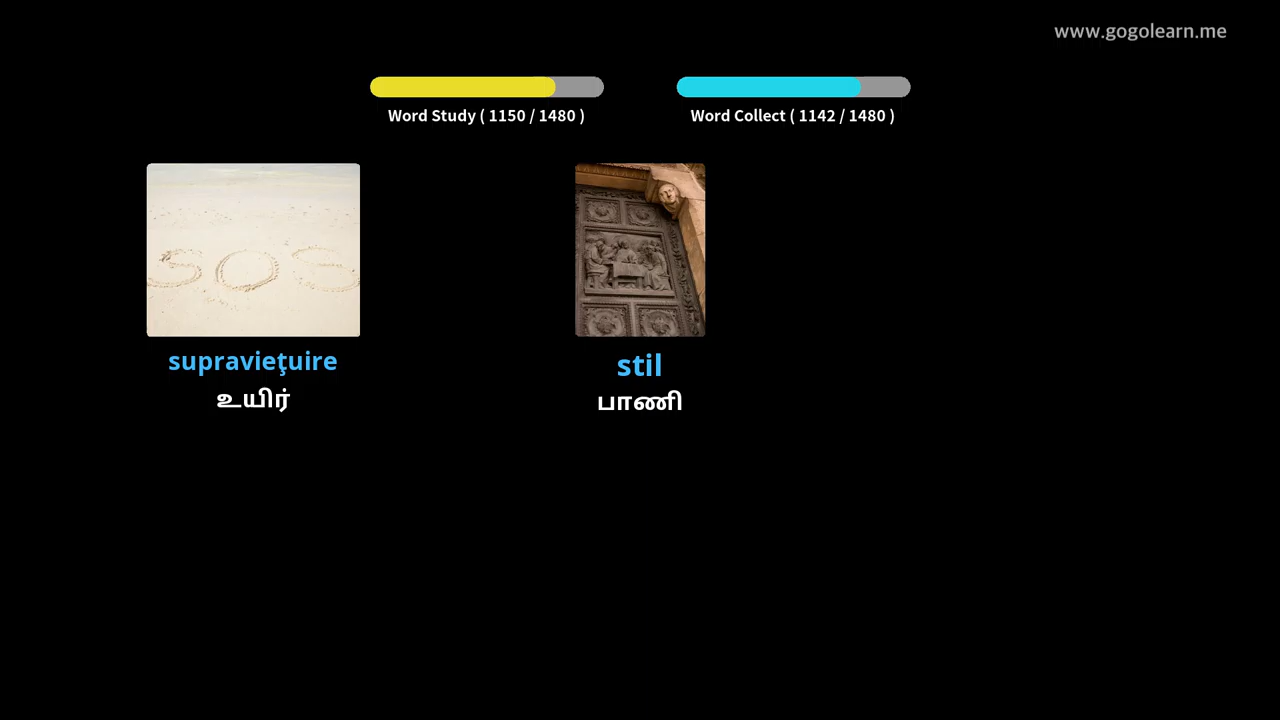 www.gogolearn.me
Word Study ( 1150 / 1480 )
Word Collect ( 1142 / 1480 )
SOS
supravieţuire
உயிர்
stil
பாணி